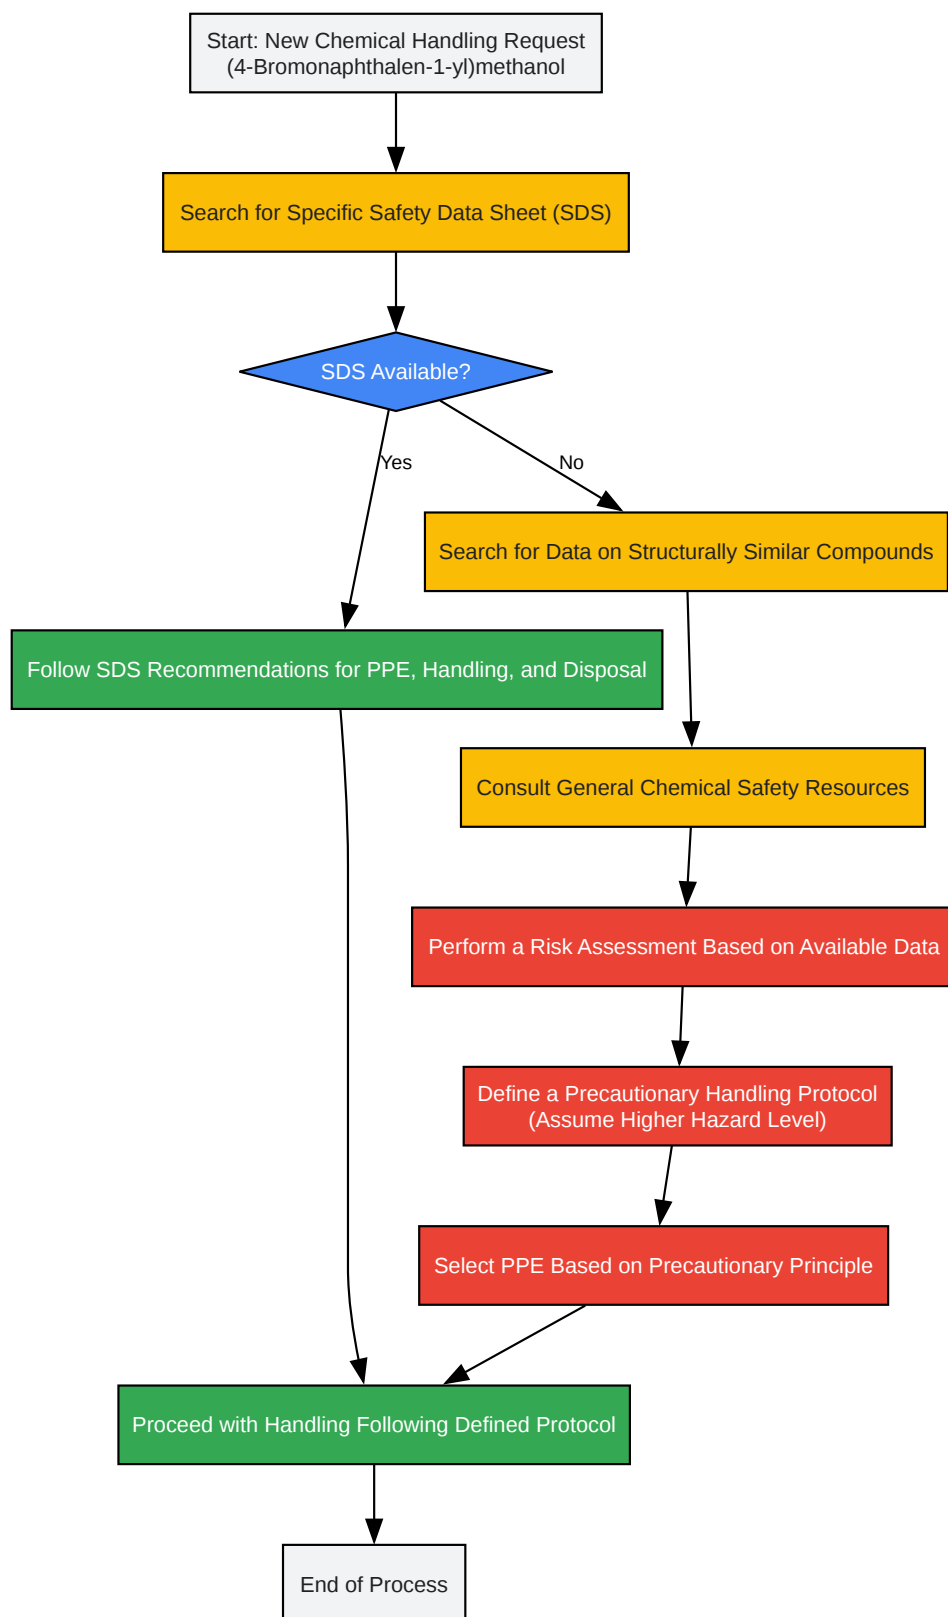 Start: New Chemical Handling Request
(4-Bromonaphthalen-1-yl)methanol
Search for Specific Safety Data Sheet (SDS)
SDS Available?
Yes
No
Search for Data on Structurally Similar Compounds
Follow SDS Recommendations for PPE, Handling, and Disposal
Consult General Chemical Safety Resources
Perform a Risk Assessment Based on Available Data
Define a Precautionary Handling Protocol
(Assume Higher Hazard Level)
Select PPE Based on Precautionary Principle
Proceed with Handling Following Defined Protocol
End of Process